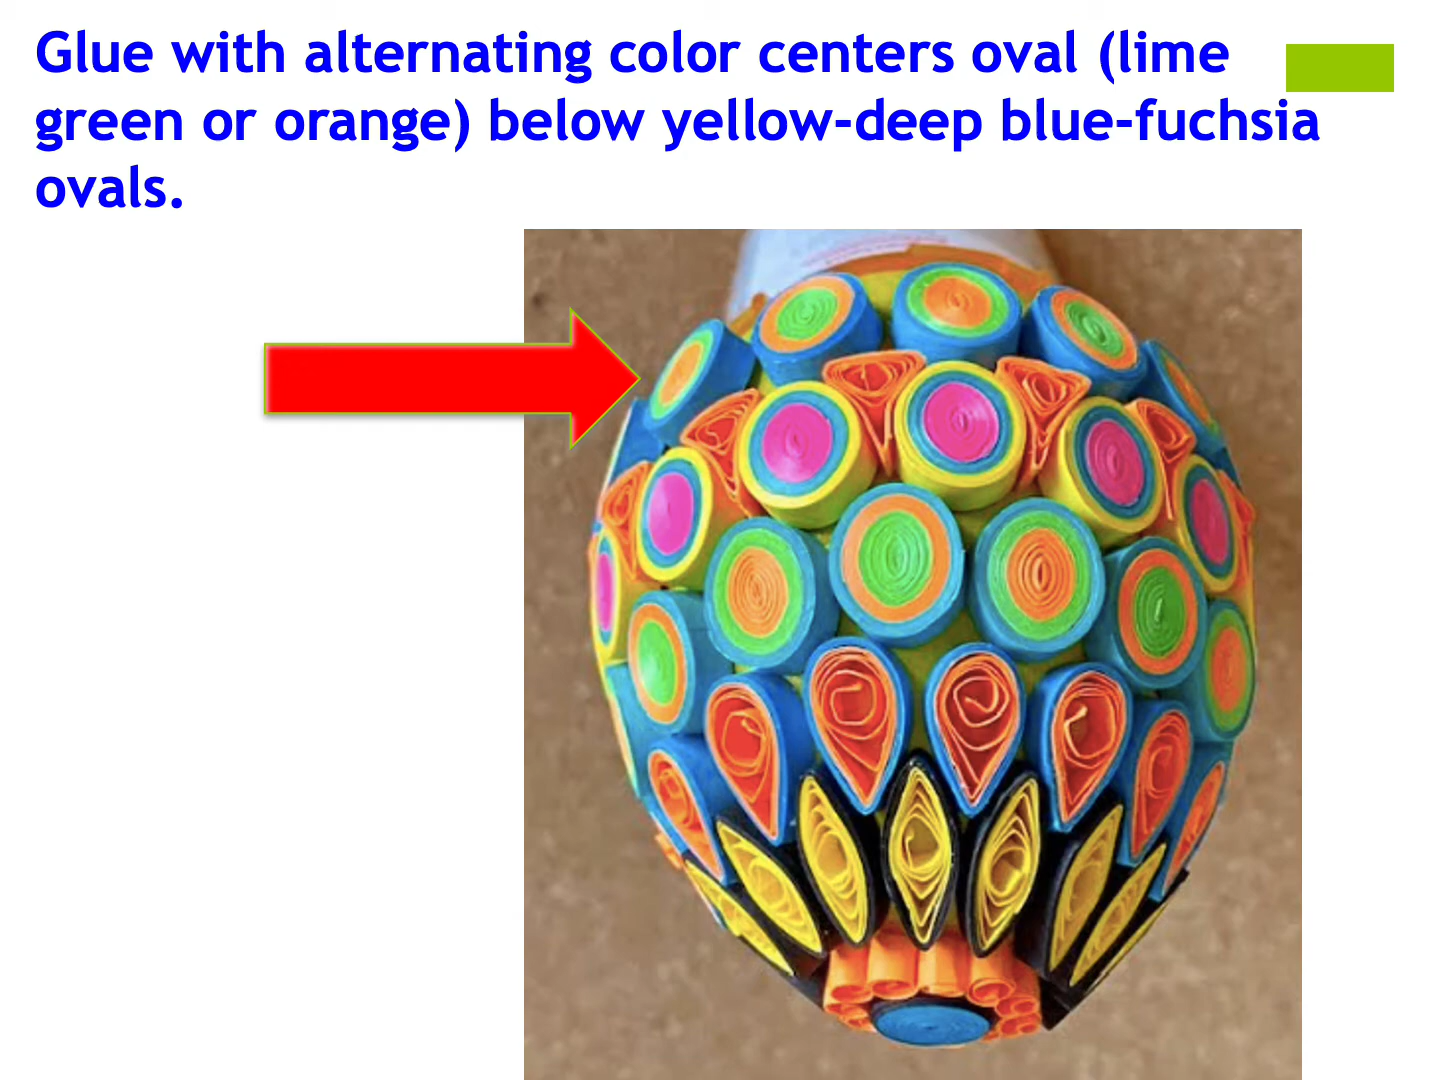 Glue with alternating color centers oval (lime
green or orange) below yellow-deep blue-fuchsia
ovals.